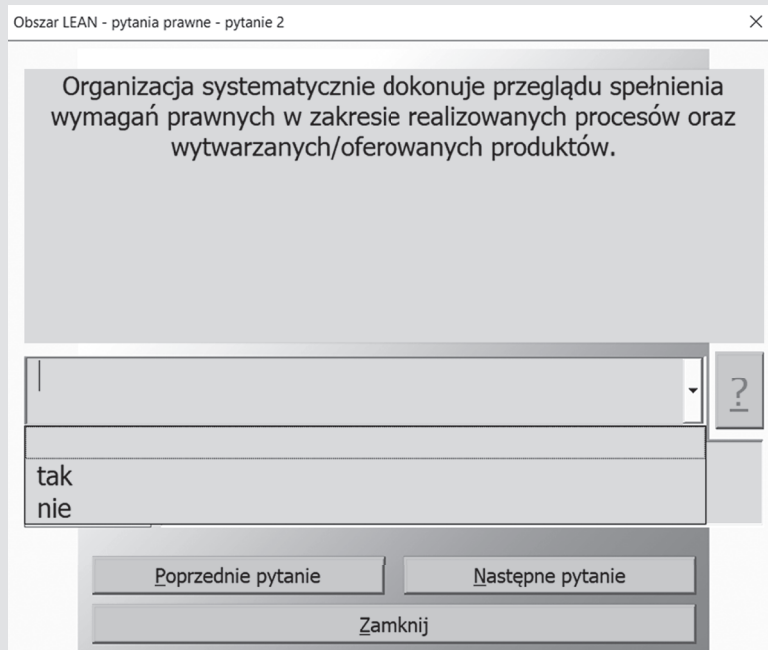 Obszar LEAN - pytania prawne - pytanie 2
Organizacja systematycznie dokonuje przeglądu spełnienia
wymagań prawnych w zakresie realizowanych procesów oraz
wytwarzanych/oferowanych produktów.
?
tak
nie
Poprzednie pytanie
Następne pytanie
Zamknij